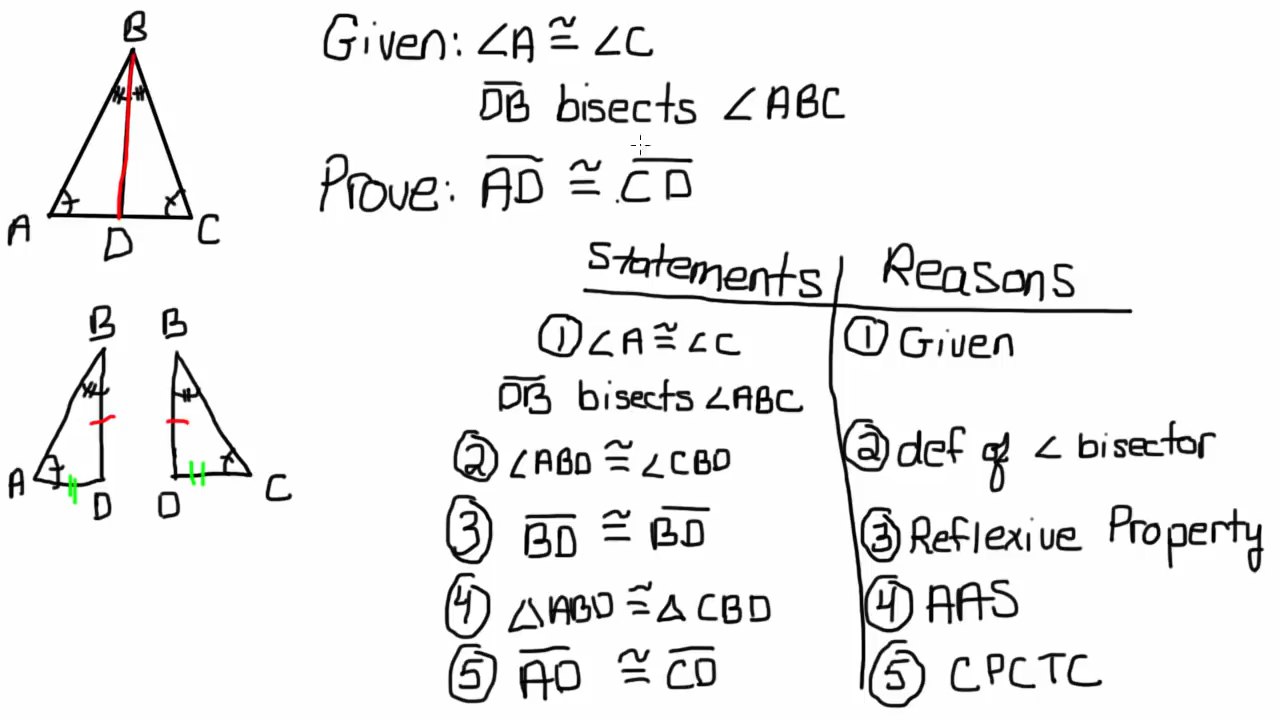 B
A
D
C
Given: ∠A ≅ ∠C
DB bisects ∠ABC
Prove: AD ≅ CD
B B
A D D C
Statements Reasons
① ∠A ≅ ∠C ① Given
DB bisects ∠ABC
② ∠ABD ≅ ∠CBD ② def of ∠ bisector
③ BD ≅ BD ③ Reflexive Property
④ △ABD ≅ △CBD ④ AAS
⑤ AD ≅ CD ⑤ CPCTC